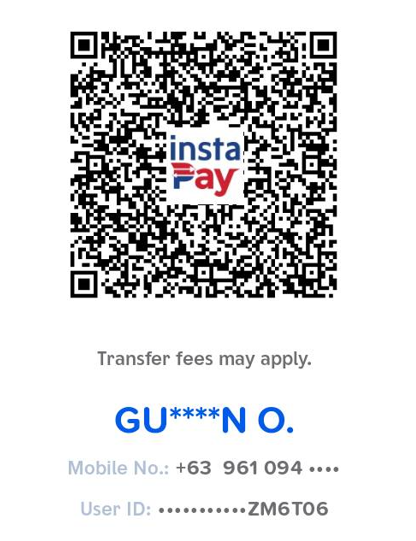 insta
Pay
Transfer fees may apply.
GU****N O.
Mobile No.: +63 961 094 ••••
User ID: •••••••••••ZM6T06